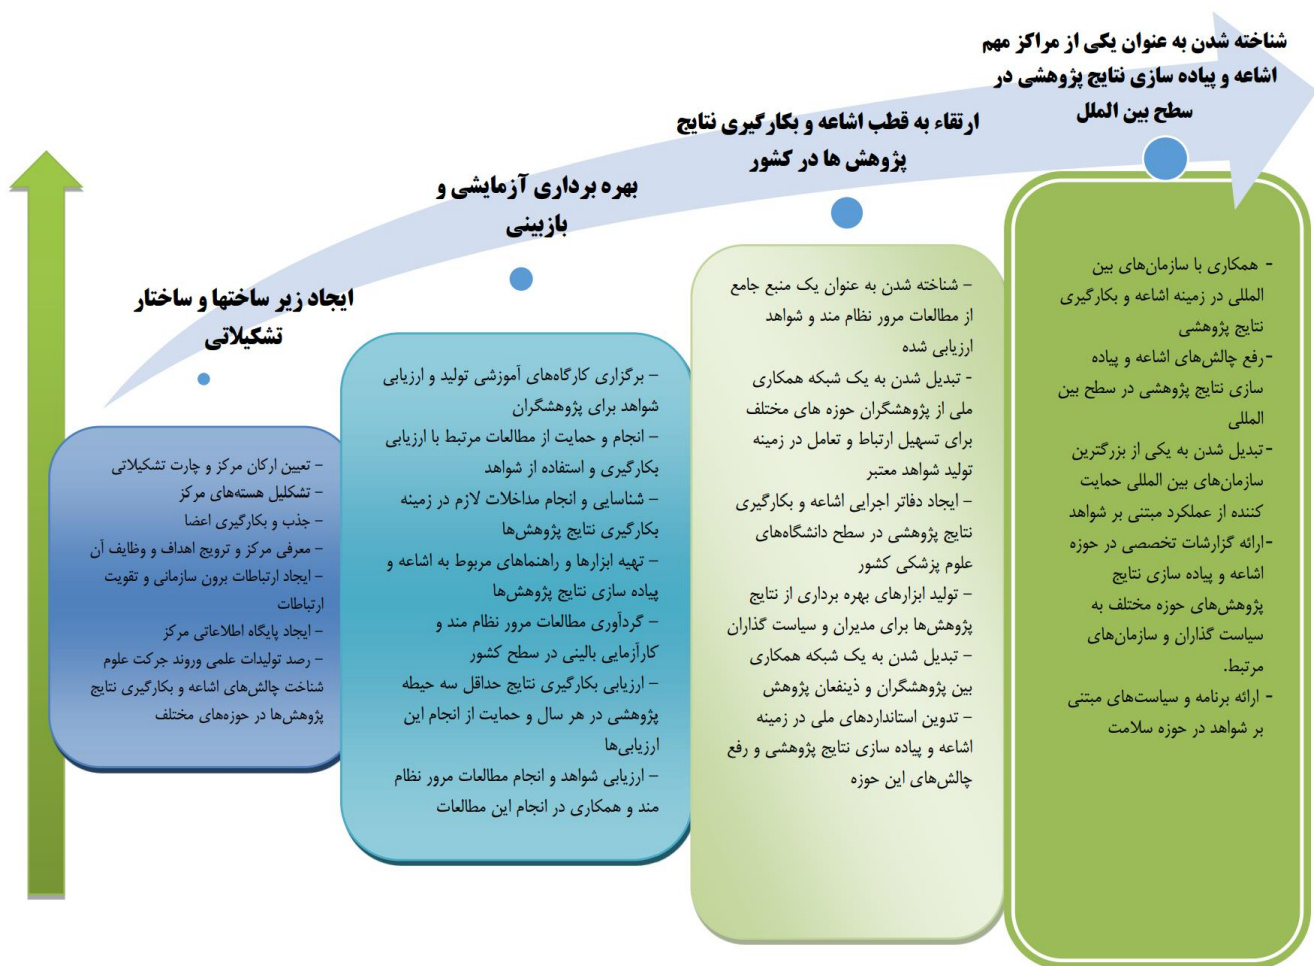 ایجاد زیر ساختها و ساختار
تشکیلاتی
– تعیین ارکان مرکز و چارت تشکیلاتی
– تشکلیل هسته‌های مرکز
– جذب و بکارگیری اعضا
– معرفی مرکز و ترویج اهداف و وظایف آن
– ایجاد ارتباطات برون سازمانی و تقویت
ارتباطات
– ایجاد پایگاه اطلاعاتی مرکز
– رصد تولیدات علمی وروند جرکت علوم
شناخت چالش‌های اشاعه و بکارگیری نتایج
پژوهش‌ها در حوزه‌های مختلف
بهره برداری آزمایشی و
بازبینی
– برگزاری کارگاه‌های آموزشی تولید و ارزیابی
شواهد برای پژوهشگران
– انجام و حمایت از مطالعات مرتبط با ارزیابی
بکارگیری و استفاده از شواهد
– شناسایی و انجام مداخلات لازم در زمینه
بکارگیری نتایج پژوهش‌ها
– تهیه ابزارها و راهنماهای مربوط به اشاعه و
پیاده سازی نتایج پژوهش‌ها
– گردآوری مطالعات مرور نظام مند و
کارآزمایی بالینی در سطح کشور
– ارزیابی بکارگیری نتایج حداقل سه حیطه
پژوهشی در هر سال و حمایت از انجام این
ارزیابی‌ها
– ارزیابی شواهد و انجام مطالعات مرور نظام
مند و همکاری در انجام این مطالعات
ارتقاء به قطب اشاعه و بکارگیری نتایج
پژوهش ها در کشور
– شناخته شدن به عنوان یک منبع جامع
از مطالعات مرور نظام مند و شواهد
ارزیابی شده
- تبدیل شدن به یک شبکه همکاری
ملی از پژوهشگران حوزه های مختلف
برای تسهیل ارتباط و تعامل در زمینه
تولید شواهد معتبر
– ایجاد دفاتر اجرایی اشاعه و بکارگیری
نتایج پژوهشی در سطح دانشگاه‌های
علوم پزشکی کشور
– تولید ابزارهای بهره برداری از نتایج
پژوهش‌ها برای مدیران و سیاست گذاران
– تبدیل شدن به یک شبکه همکاری
بین پژوهشگران و ذینفعان پژوهش
– تدوین استانداردهای ملی در زمینه
اشاعه و پیاده سازی نتایج پژوهشی و رفع
چالش‌های این حوزه
شناخته شدن به عنوان یکی از مراکز مهم
اشاعه و پیاده سازی نتایج پژوهشی در
سطح بین الملل
- همکاری با سازمان‌های بین
المللی در زمینه اشاعه و بکارگیری
نتایج پژوهشی
-رفع چالش‌های اشاعه و پیاده
سازی نتایج پژوهشی در سطح بین
المللی
-تبدیل شدن به یکی از بزرگترین
سازمان‌های بین المللی حمایت
کننده از عملکرد مبتنی بر شواهد
-ارائه گزارشات تخصصی در حوزه
اشاعه و پیاده سازی نتایج
پژوهش‌های حوزه مختلف به
سیاست گذاران و سازمان‌های
مرتبط.
- ارائه برنامه و سیاست‌های مبتنی
بر شواهد در حوزه سلامت